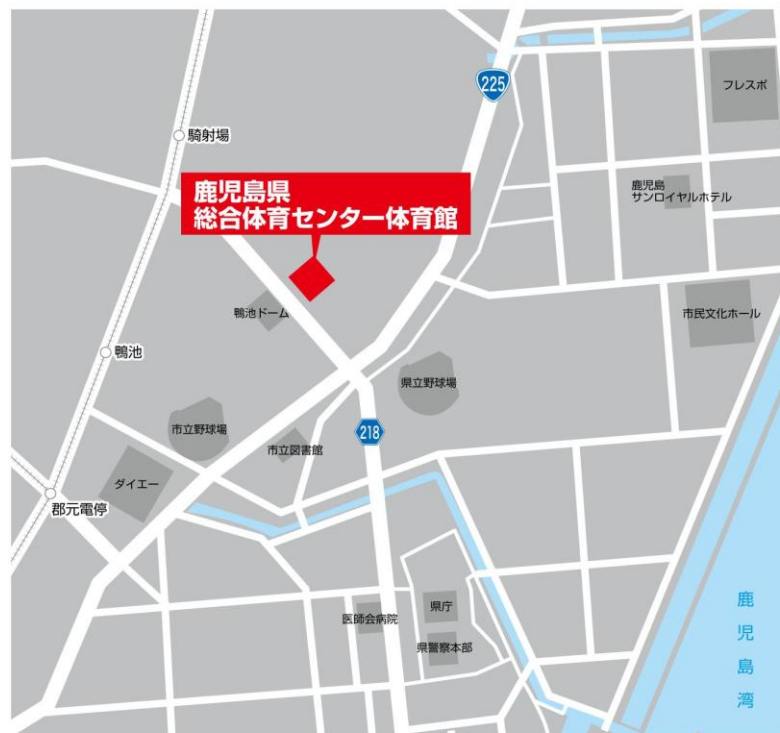 225
フレスポ
騎射場
鹿児島県
総合体育センター体育館
鹿児島
サンロイヤルホテル
鴨池ドーム
市民文化ホール
鴨池
県立野球場
市立野球場
218
市立図書館
ダイエー
郡元電停
医師会病院
県庁
県警察本部
鹿児島湾